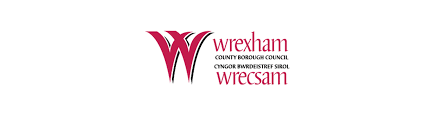 wrexham
COUNTY BOROUGH COUNCIL
CYNGOR BWRDEISTREF SIROL
wrecsam